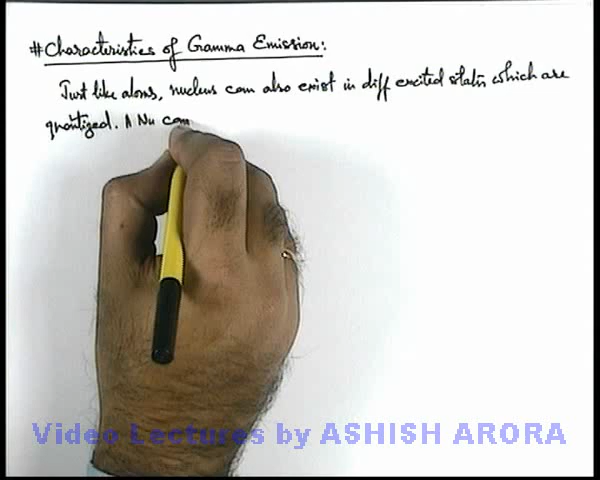 # Characteristics of Gamma Emission:
Just like atoms, nucleus can also exist in diff excited states which are
quantized. A Nu can
Video Lectures by ASHISH ARORA